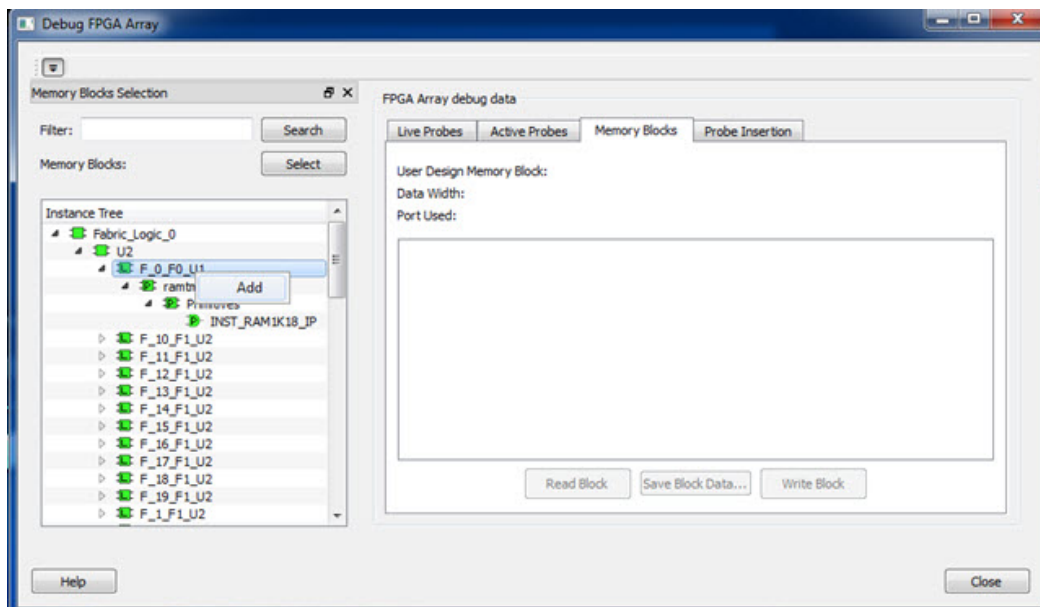 Debug FPGA Array
Memory Blocks Selection
Filter:
Search
Memory Blocks:
Select
Instance Tree
Fabric_Logic_0
U2
F_0_F0_U1
Add
INST_RAM1K18_IP
F_10_F1_U2
F_11_F1_U2
F_12_F1_U2
F_13_F1_U2
F_14_F1_U2
F_15_F1_U2
F_16_F1_U2
F_17_F1_U2
F_18_F1_U2
F_19_F1_U2
F_1_F1_U2
FPGA Array debug data
Live Probes Active Probes Memory Blocks Probe Insertion
User Design Memory Block:
Data Width:
Port Used:
Read Block Save Block Data... Write Block
Help
Close